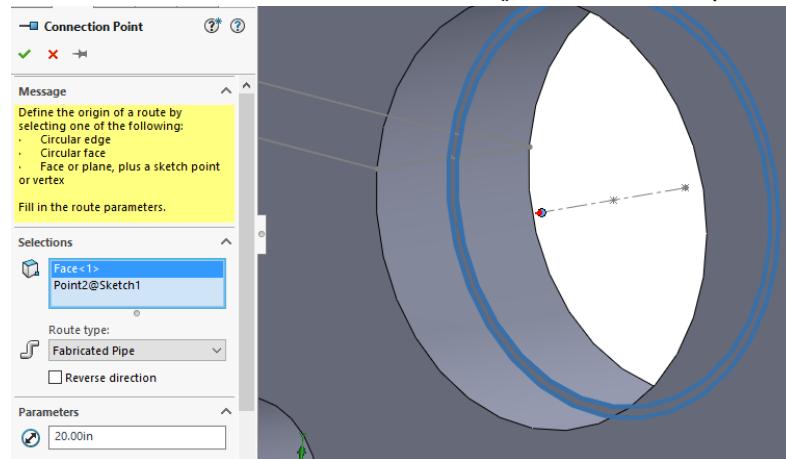 Connection Point
Message
Define the origin of a route by
selecting one of the following:
· Circular edge
· Circular face
· Face or plane, plus a sketch point
or vertex
Fill in the route parameters.
Selections
Face<1>
Point2@Sketch1
Route type:
Fabricated Pipe
Reverse direction
Parameters
20.00in